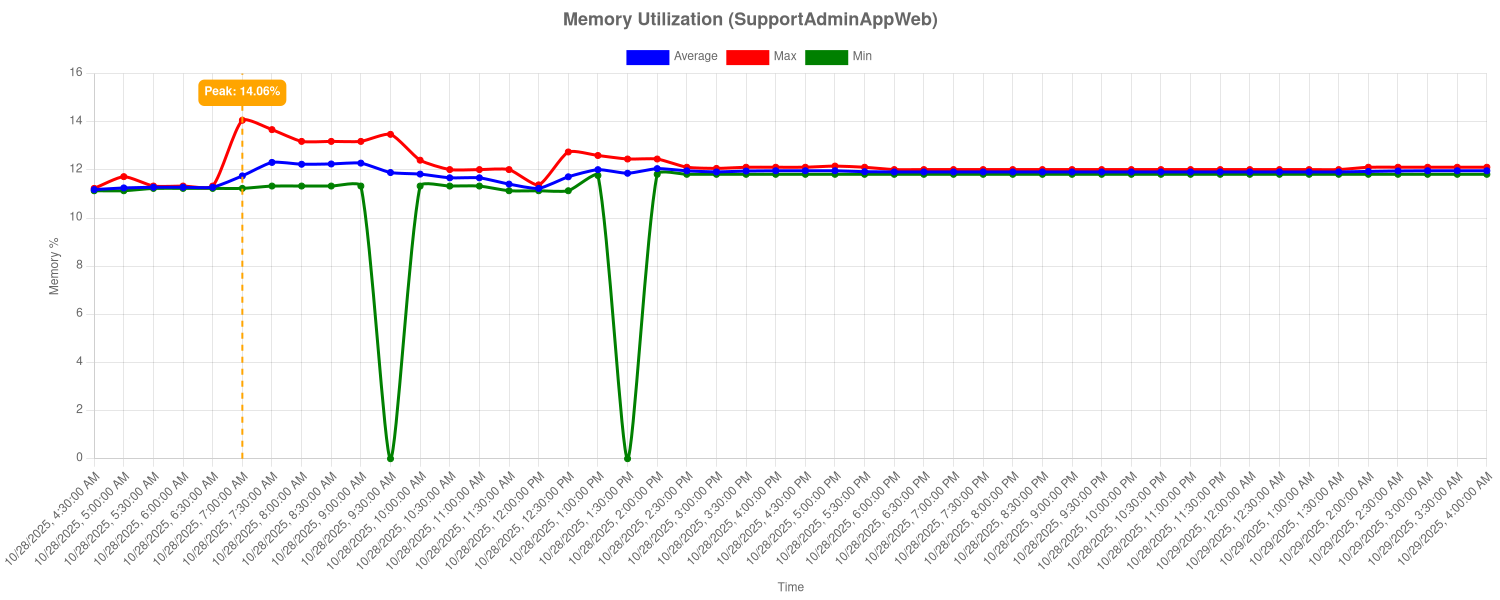 Memory Utilization (SupportAdminAppWeb)
Average Max Min
16
Peak: 14.06%
14
12
10
8
6
4
2
0
Memory %
10/28/2025, 4:30:00 AM
10/28/2025, 5:00:00 AM
10/28/2025, 5:30:00 AM
10/28/2025, 6:00:00 AM
10/28/2025, 6:30:00 AM
10/28/2025, 7:00:00 AM
10/28/2025, 7:30:00 AM
10/28/2025, 8:00:00 AM
10/28/2025, 8:30:00 AM
10/28/2025, 9:00:00 AM
10/28/2025, 9:30:00 AM
10/28/2025, 10:00:00 AM
10/28/2025, 10:30:00 AM
10/28/2025, 11:00:00 AM
10/28/2025, 11:30:00 AM
10/28/2025, 12:00:00 PM
10/28/2025, 12:30:00 PM
10/28/2025, 1:00:00 PM
10/28/2025, 1:30:00 PM
10/28/2025, 2:00:00 PM
10/28/2025, 2:30:00 PM
10/28/2025, 3:00:00 PM
10/28/2025, 3:30:00 PM
10/28/2025, 4:00:00 PM
10/28/2025, 4:30:00 PM
10/28/2025, 5:00:00 PM
10/28/2025, 5:30:00 PM
10/28/2025, 6:00:00 PM
10/28/2025, 6:30:00 PM
10/28/2025, 7:00:00 PM
10/28/2025, 7:30:00 PM
10/28/2025, 8:00:00 PM
10/28/2025, 8:30:00 PM
10/28/2025, 9:00:00 PM
10/28/2025, 9:30:00 PM
10/28/2025, 10:00:00 PM
10/28/2025, 10:30:00 PM
10/28/2025, 11:00:00 PM
10/28/2025, 11:30:00 PM
10/29/2025, 12:00:00 AM
10/29/2025, 12:30:00 AM
10/29/2025, 1:00:00 AM
10/29/2025, 1:30:00 AM
10/29/2025, 2:00:00 AM
10/29/2025, 2:30:00 AM
10/29/2025, 3:00:00 AM
10/29/2025, 3:30:00 AM
10/29/2025, 4:00:00 AM
Time